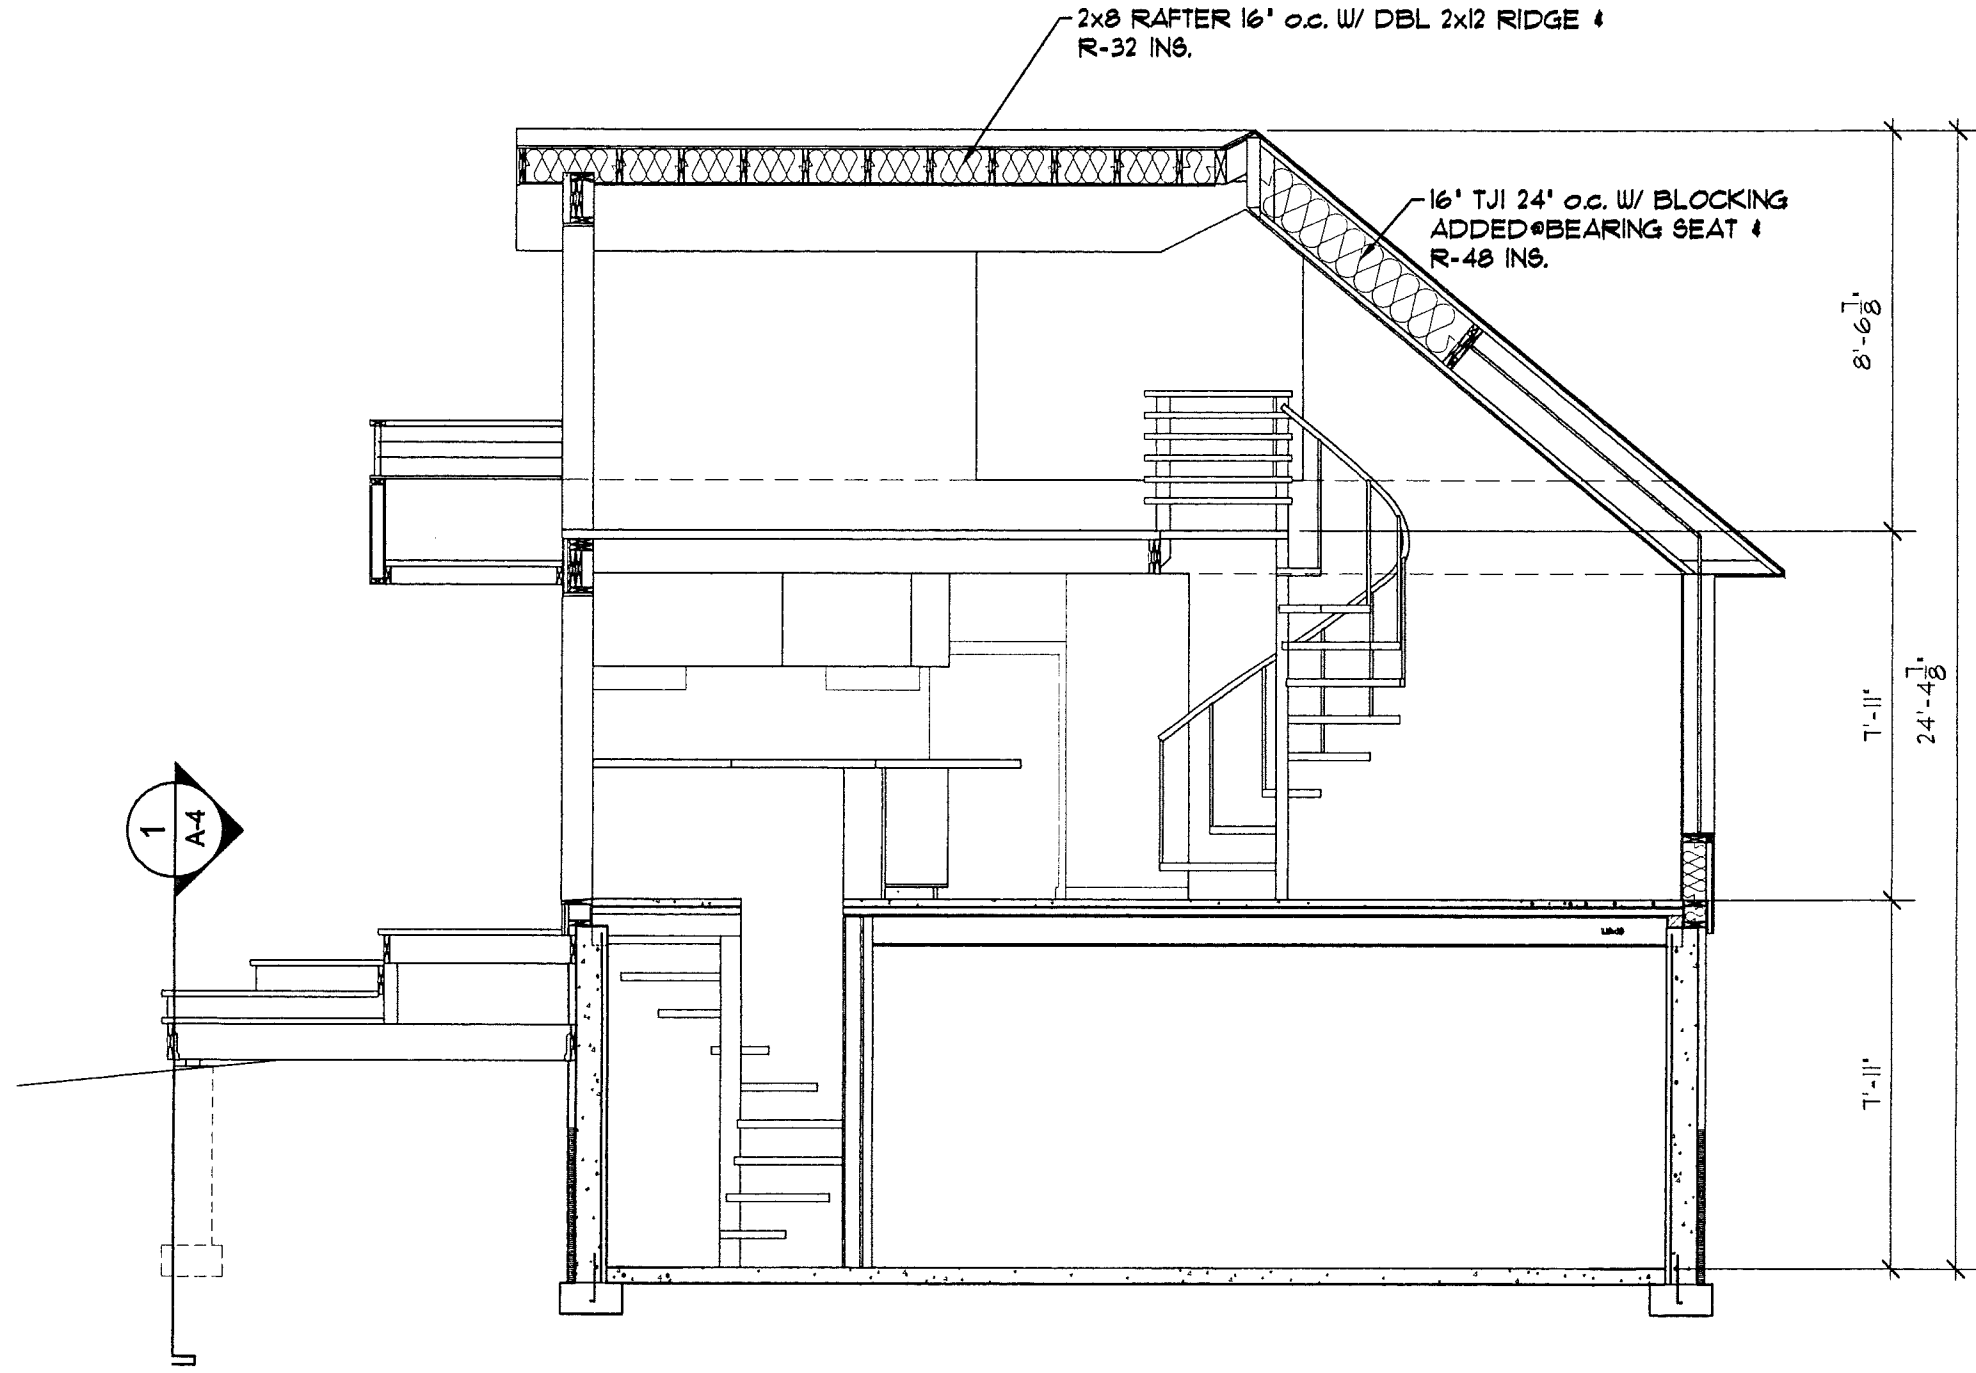 2x8 RAFTER 16" o.c. W/ DBL 2x12 RIDGE &
R-32 INS.
16" TJI 24" o.c. W/ BLOCKING
ADDED@BEARING SEAT &
R-48 INS.
8'-6 7/8"
7'-11"
24'-4 7/8"
1
A-4
7'-11"